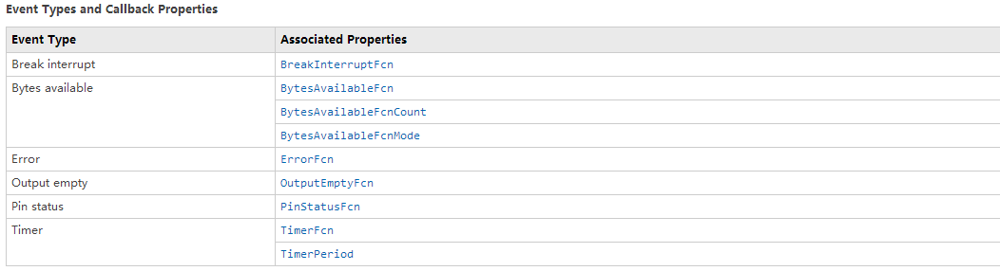 Event Types and Callback Properties
Event Type Associated Properties
Break interrupt BreakInterruptFcn
Bytes available BytesAvailableFcn
BytesAvailableFcnCount
BytesAvailableFcnMode
Error ErrorFcn
Output empty OutputEmptyFcn
Pin status PinStatusFcn
Timer TimerFcn
TimerPeriod